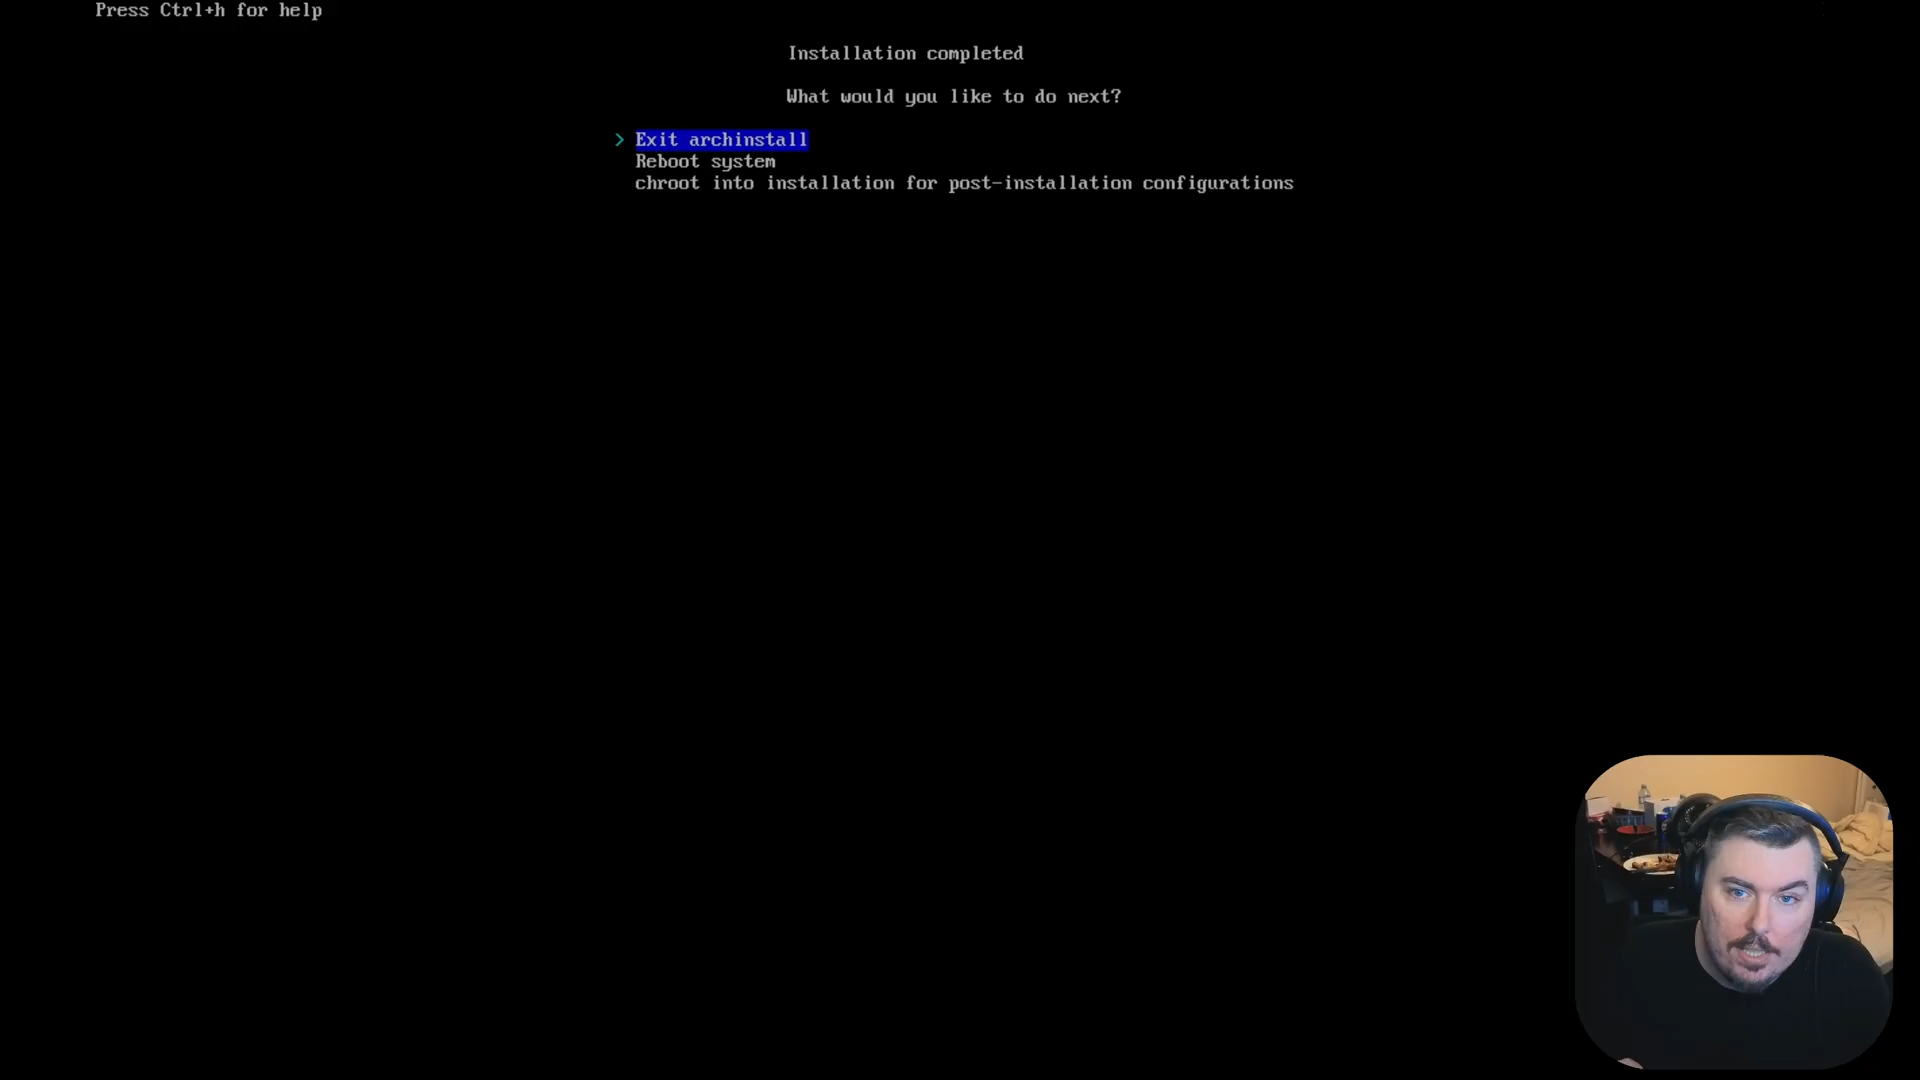 Press Ctrl+h for help
Installation completed
What would you like to do next?
> Exit archinstall
Reboot system
chroot into installation for post-installation configurations